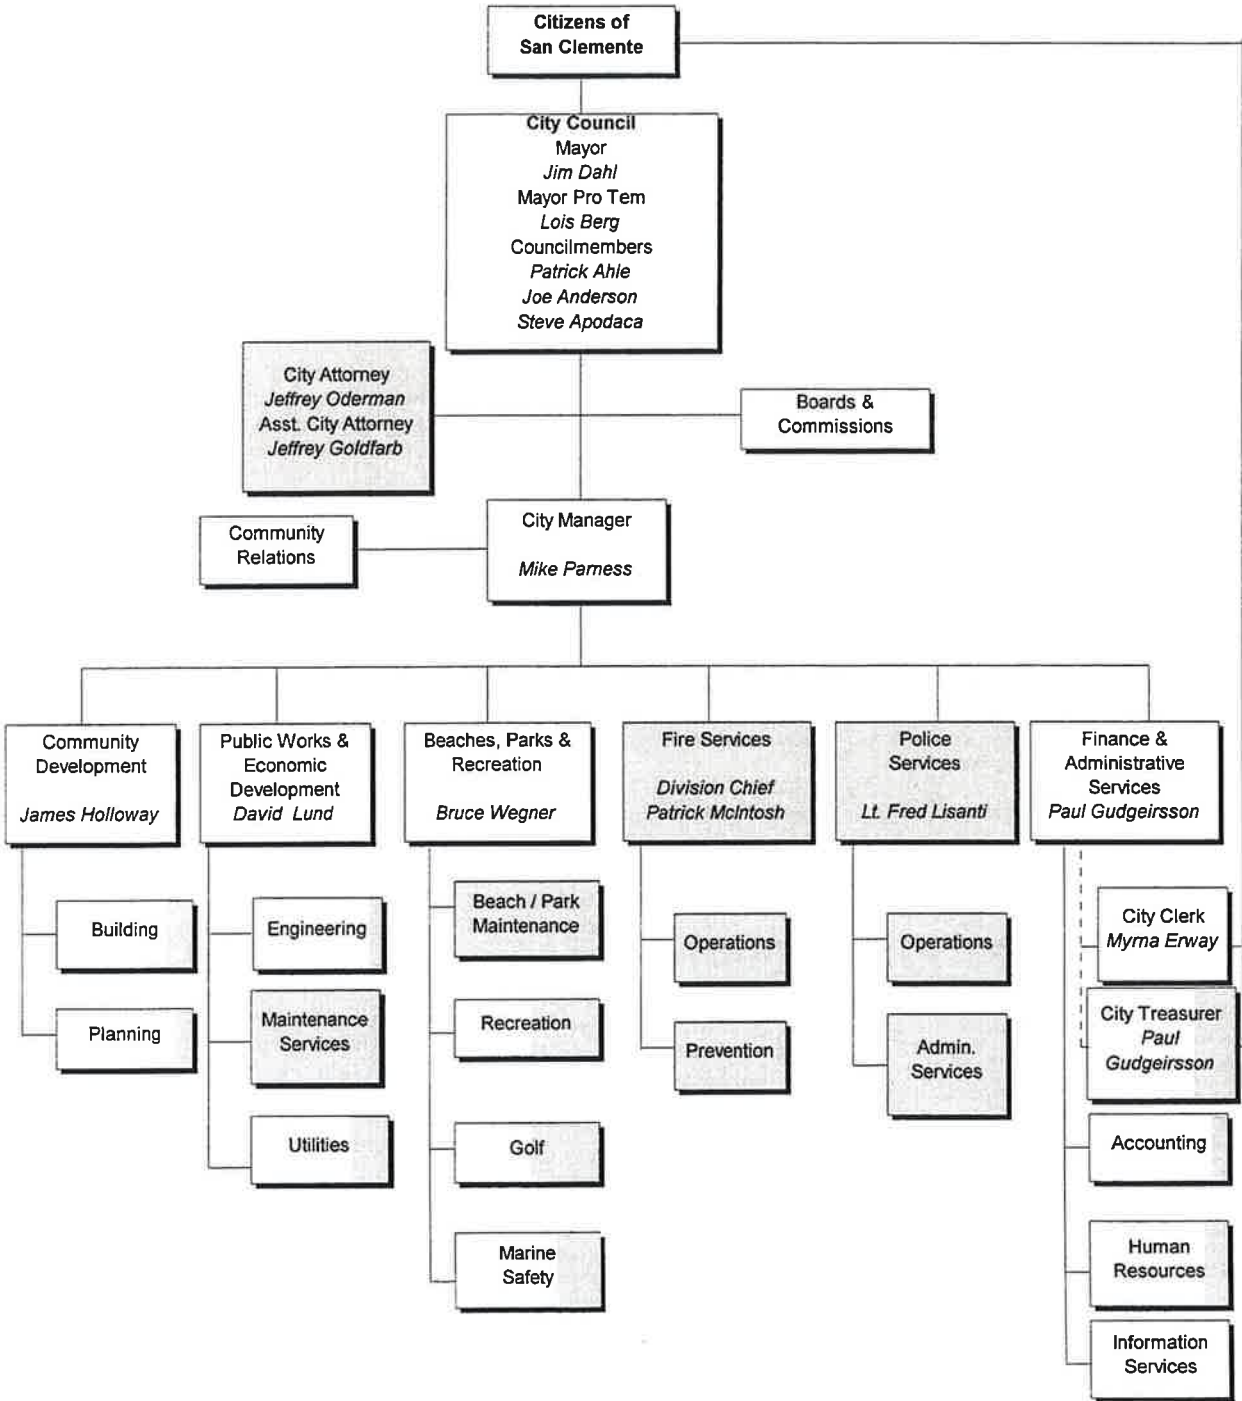 Citizens of
San Clemente
City Council
Mayor
Jim Dahl
Mayor Pro Tem
Lois Berg
Councilmembers
Patrick Ahle
Joe Anderson
Steve Apodaca
City Attorney
Jeffrey Oderman
Asst. City Attorney
Jeffrey Goldfarb
Boards &
Commissions
Community
Relations
City Manager
Mike Parness
Community
Development
James Holloway
Building
Planning
Public Works &
Economic
Development
David Lund
Engineering
Maintenance
Services
Utilities
Beaches, Parks &
Recreation
Bruce Wegner
Beach / Park
Maintenance
Recreation
Golf
Marine
Safety
Fire Services
Division Chief
Patrick McIntosh
Operations
Prevention
Police
Services
Lt. Fred Lisanti
Operations
Admin.
Services
Finance &
Administrative
Services
Paul Gudgeirsson
City Clerk
Myrna Erway
City Treasurer
Paul
Gudgeirsson
Accounting
Human
Resources
Information
Services